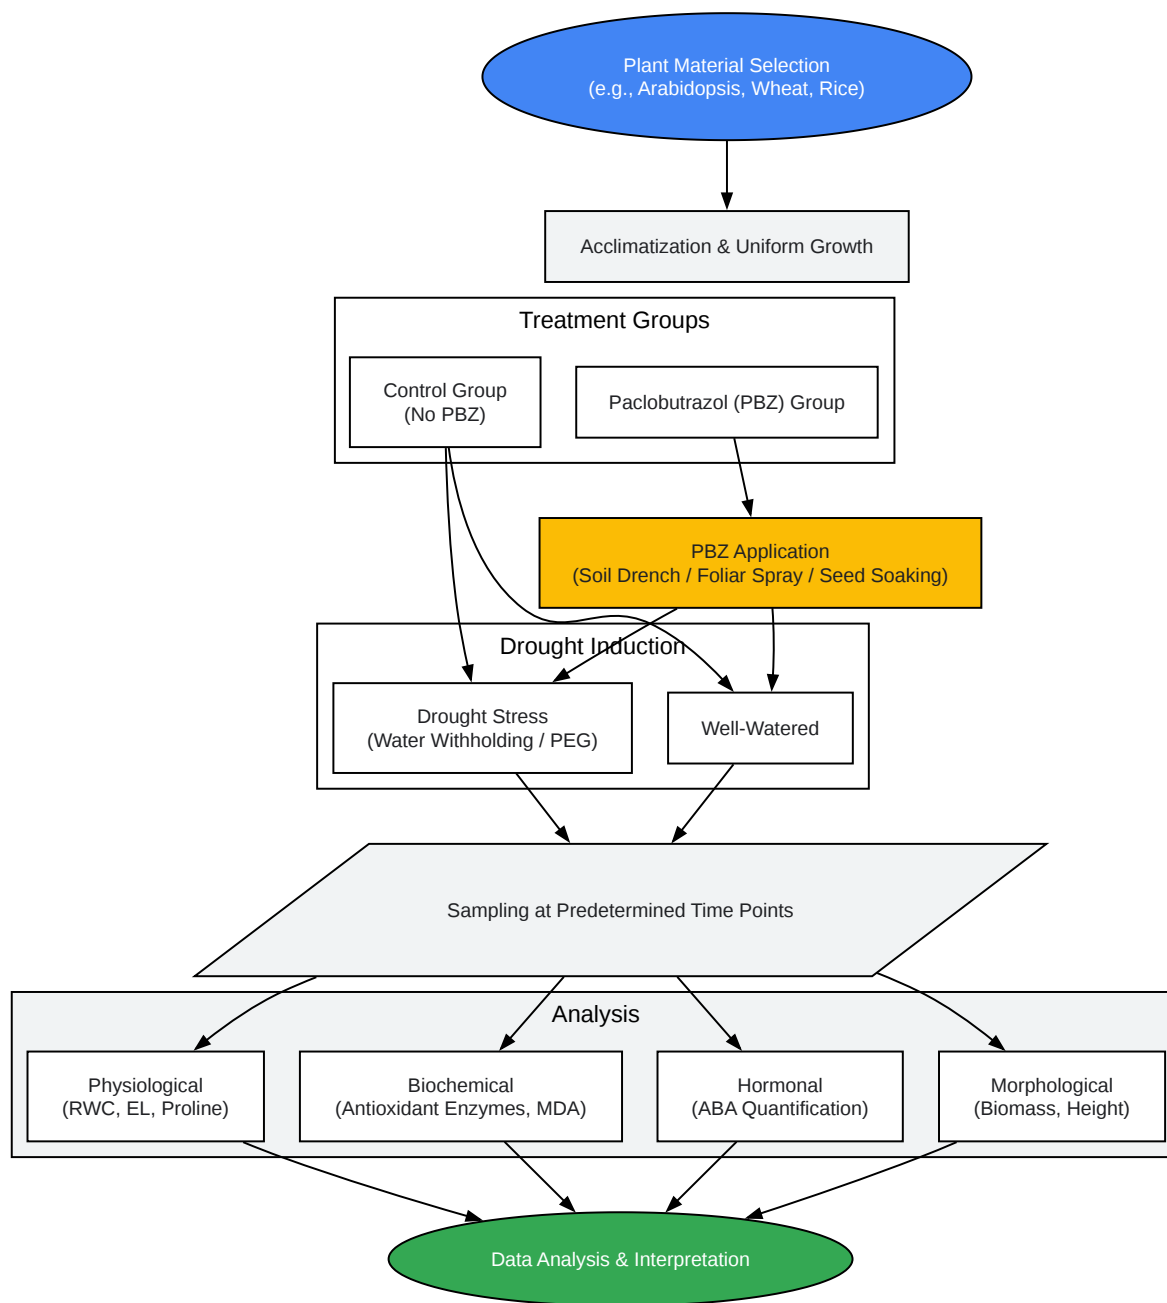 Plant Material Selection
(e.g., Arabidopsis, Wheat, Rice)
Acclimatization & Uniform Growth
Treatment Groups
Control Group
(No PBZ)
Paclobutrazol (PBZ) Group
PBZ Application
(Soil Drench / Foliar Spray / Seed Soaking)
Drought Induction
Drought Stress
(Water Withholding / PEG)
Well-Watered
Sampling at Predetermined Time Points
Analysis
Physiological
(RWC, EL, Proline)
Biochemical
(Antioxidant Enzymes, MDA)
Hormonal
(ABA Quantification)
Morphological
(Biomass, Height)
Data Analysis & Interpretation